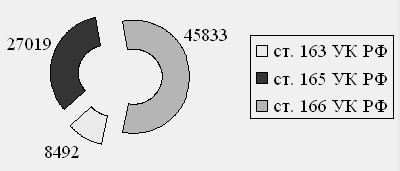 27019
45833
8492
ст. 163 УК РФ
ст. 165 УК РФ
ст. 166 УК РФ